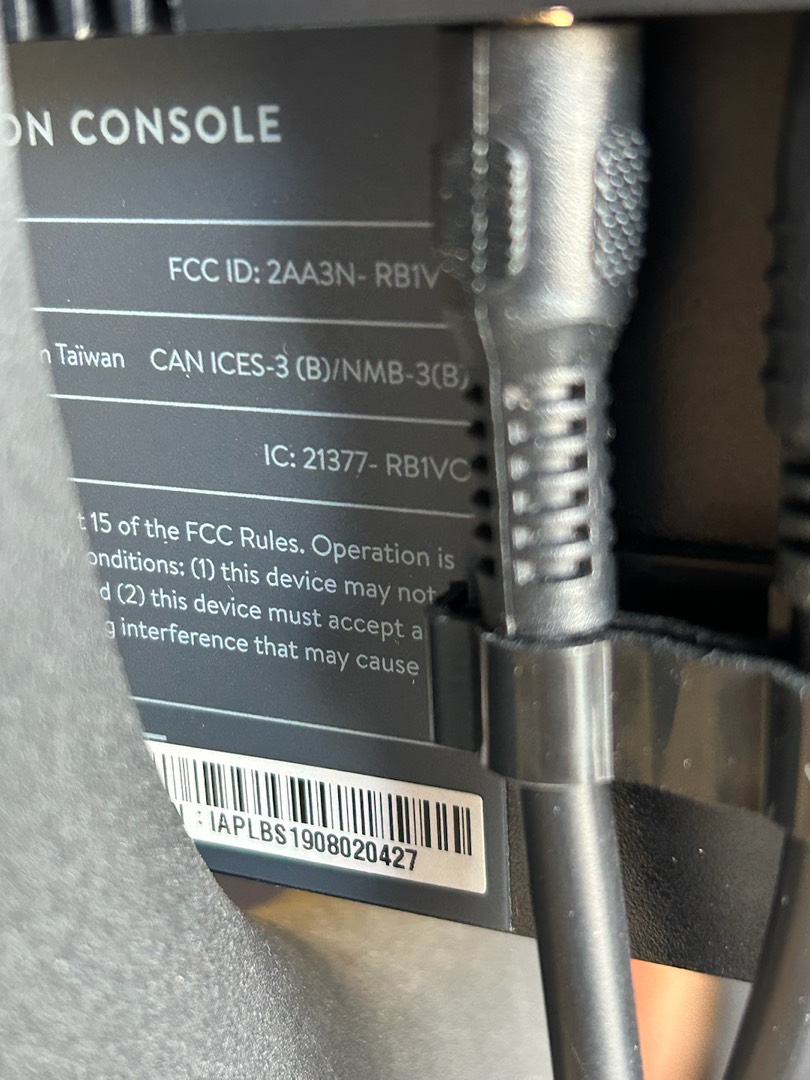 ON CONSOLE
FCC ID: 2AA3N- RB1V
Taïwan CAN ICES-3 (B)/NMB-3(B)
IC: 21377- RB1VC
15 of the FCC Rules. Operation is
onditions: (1) this device may not
d (2) this device must accept a
g interference that may cause
: IAPLBS1908020427